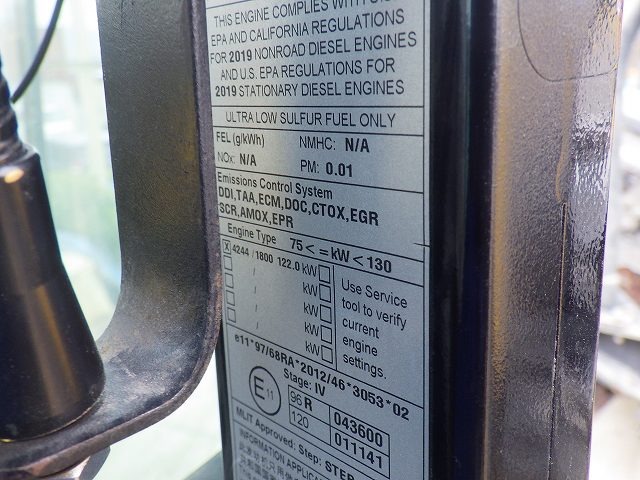 THIS ENGINE COMPLIES WITH
EPA AND CALIFORNIA REGULATIONS
FOR 2019 NONROAD DIESEL ENGINES
AND U.S. EPA REGULATIONS FOR
2019 STATIONARY DIESEL ENGINES
ULTRA LOW SULFUR FUEL ONLY
FEL (g/kWh) NMHC: N/A
NOx: N/A PM: 0.01
Emissions Control System
DDI,TAA,ECM,DOC,CTOX,EGR
SCR,AMOX,EPR
Engine Type 75< =kW<130
X 4244 / 1800 122.0 kW
/ kW
/ kW
/ kW
/ kW
Use Service
tool to verify
current
engine
settings.
e11*97/68RA*2012/46*3053*02
Stage: IV
E 11
96 R 043600
120 011141
MLIT Approved: Step:
INFORMATION